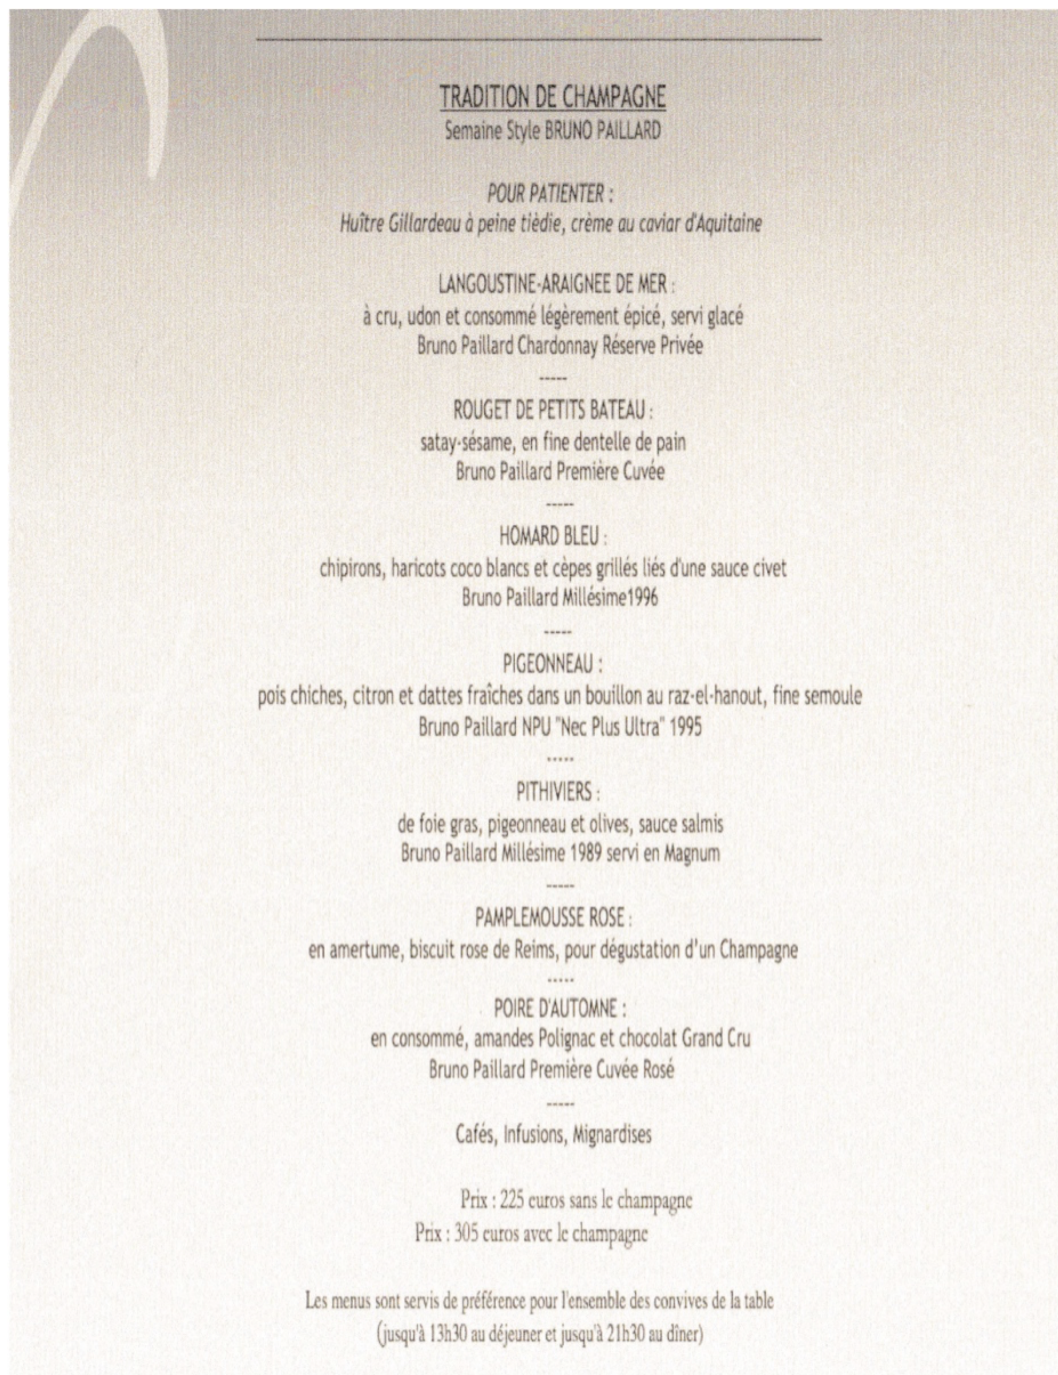 TRADITION DE CHAMPAGNE
Semaine Style BRUNO PAILLARD
POUR PATIENTER :
Huître Gillardeau à peine tièdie, crème au caviar d'Aquitaine
LANGOUSTINE-ARAIGNEE DE MER :
à cru, udon et consommé légèrement épicé, servi glacé
Bruno Paillard Chardonnay Réserve Privée
-----
ROUGET DE PETITS BATEAU :
satay-sésame, en fine dentelle de pain
Bruno Paillard Première Cuvée
-----
HOMARD BLEU :
chipirons, haricots coco blancs et cèpes grillés liés d'une sauce civet
Bruno Paillard Millésime1996
-----
PIGEONNEAU :
pois chiches, citron et dattes fraîches dans un bouillon au raz-el-hanout, fine semoule
Bruno Paillard NPU "Nec Plus Ultra" 1995
-----
PITHIVIERS :
de foie gras, pigeonneau et olives, sauce salmis
Bruno Paillard Millésime 1989 servi en Magnum
-----
PAMPLEMOUSSE ROSE :
en amertume, biscuit rose de Reims, pour dégustation d'un Champagne
-----
POIRE D'AUTOMNE :
en consommé, amandes Polignac et chocolat Grand Cru
Bruno Paillard Première Cuvée Rosé
-----
Cafés, Infusions, Mignardises
Prix : 225 euros sans le champagne
Prix : 305 euros avec le champagne
Les menus sont servis de préférence pour l'ensemble des convives de la table
(jusqu'à 13h30 au déjeuner et jusqu'à 21h30 au dîner)